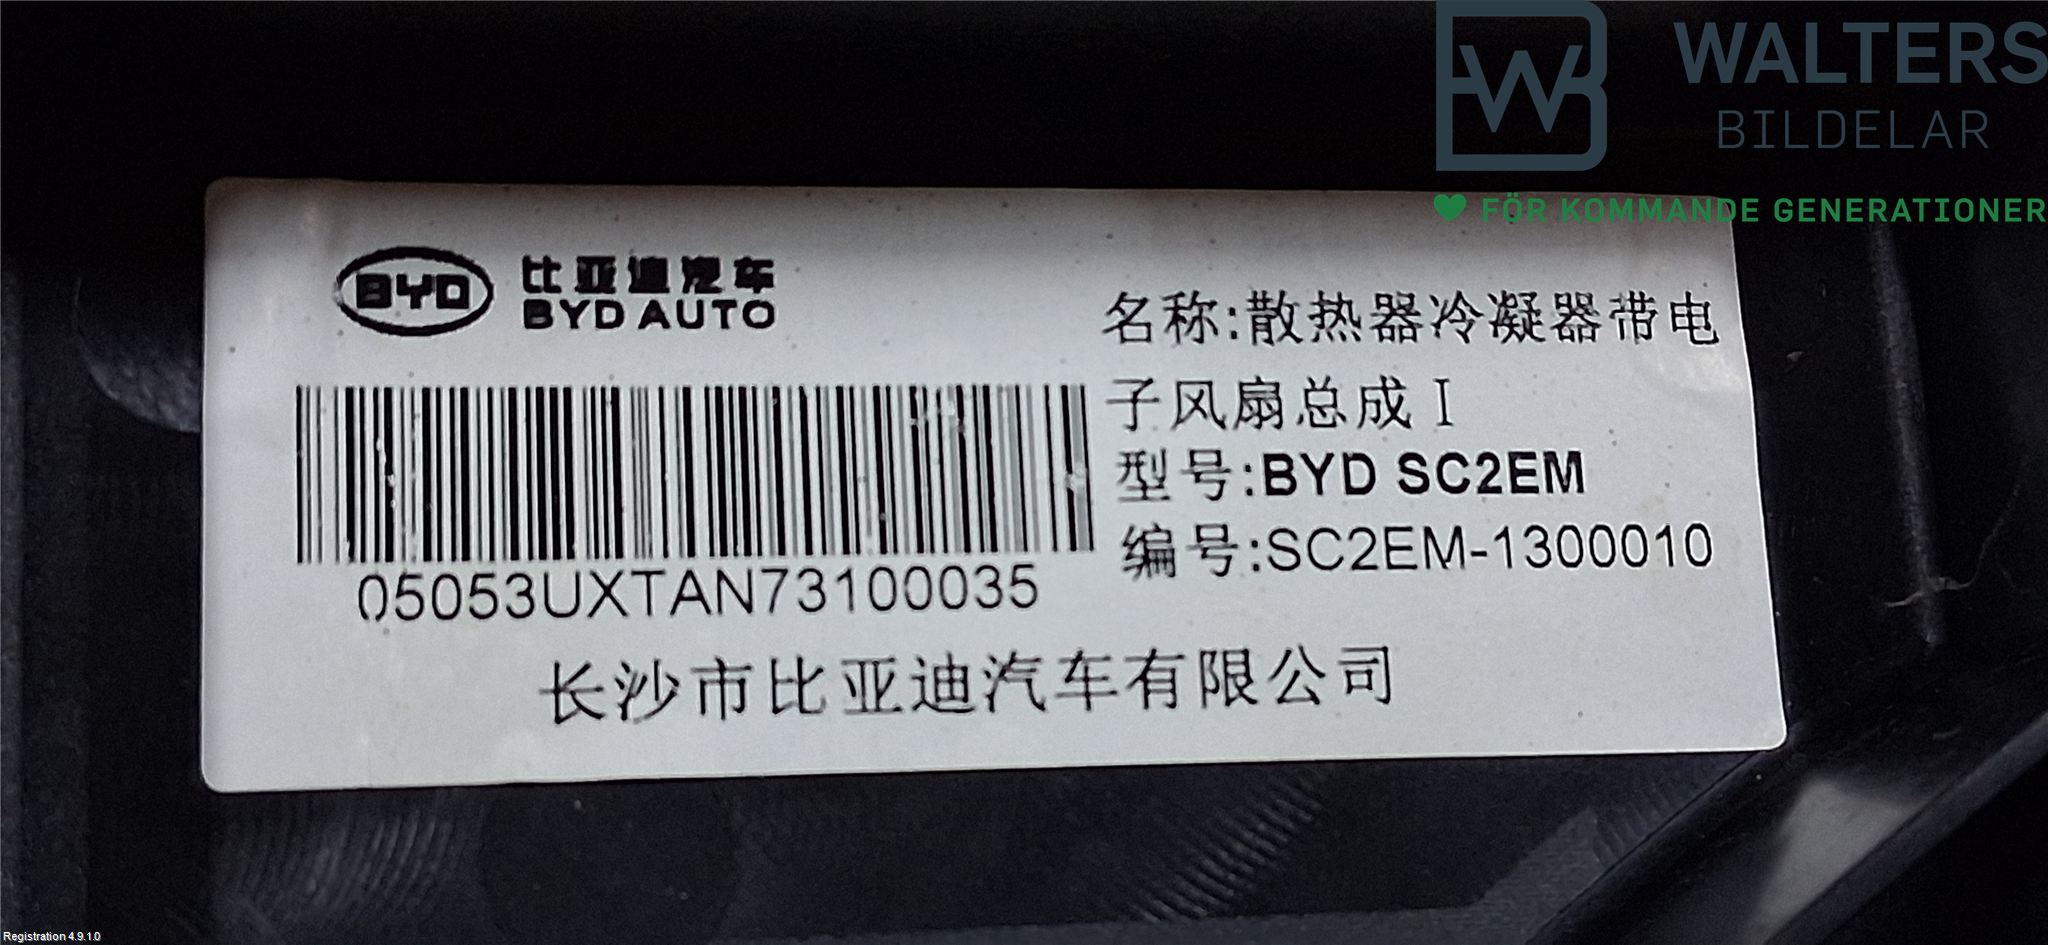 WALTERS
BILDELAR
FÖR KOMMANDE GENERATIONER
BYD
比亚迪汽车
BYD AUTO
名称:散热器冷凝器带电
子风扇总成 I
型号:BYD SC2EM
编号:SC2EM-1300010
05053UXTAN73100035
长沙市比亚迪汽车有限公司
Registration 4.9.1.0